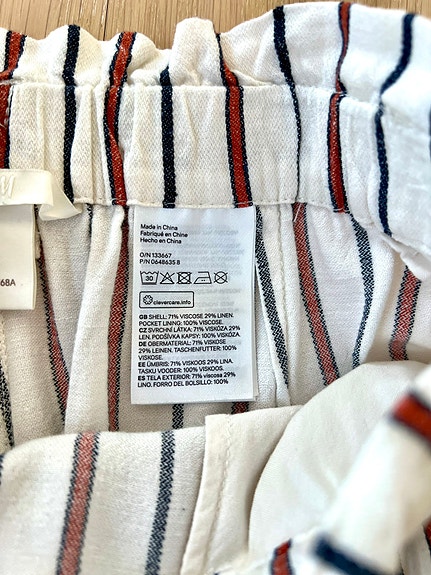 W
68A
Made in China
Fabriqué en China
Hecho en China
O/N 133667
P/N 0648635 B
30
clevercare.info
GB SHELL: 71% VISCOSE 29% LINEN.
POCKET LINING: 100% VISCOSE.
CZ SVRCHNÍ LÁTKA: 71% VISKÓZA 29%
LEN. PODŠÍVKA KAPSY: 100% VISKÓZA.
DE OBERMATERIAL: 71% VISKOSE
29% LEINEN. TASCHENFUTTER: 100%
VISKOSE.
EE ÜMBRIS: 71% VISKOOS 29% LINA.
TASKU VOODER: 100% VISKOOS.
ES TELA EXTERIOR: 71% viscosa 29%
LINO. FORRO DEL BOLSILLO: 100%